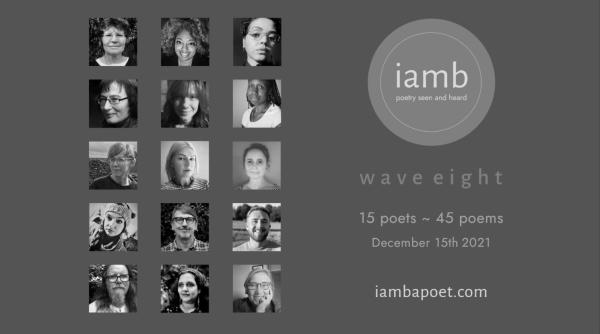 iamb
poetry seen and heard
wave eight
15 poets ~ 45 poems
December 15th 2021
iambapoet.com